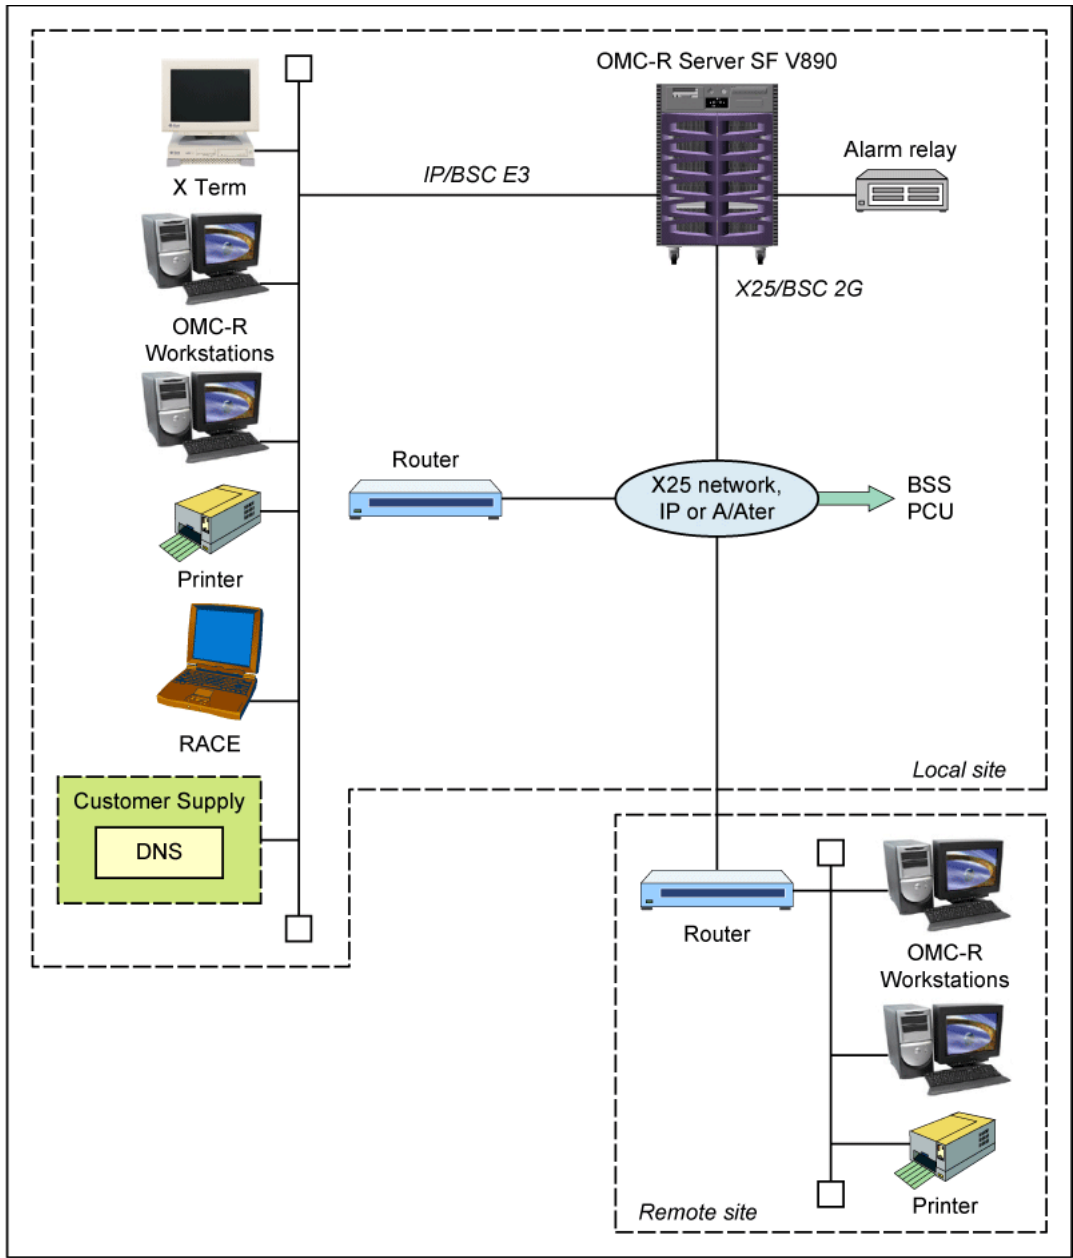 OMC-R Server SF V890
Alarm relay
IP/BSC E3
X Term
X25/BSC 2G
OMC-R
Workstations
Router
X25 network,
IP or A/Ater
BSS
PCU
Printer
RACE
Local site
Customer Supply
DNS
Router
OMC-R
Workstations
Printer
Remote site